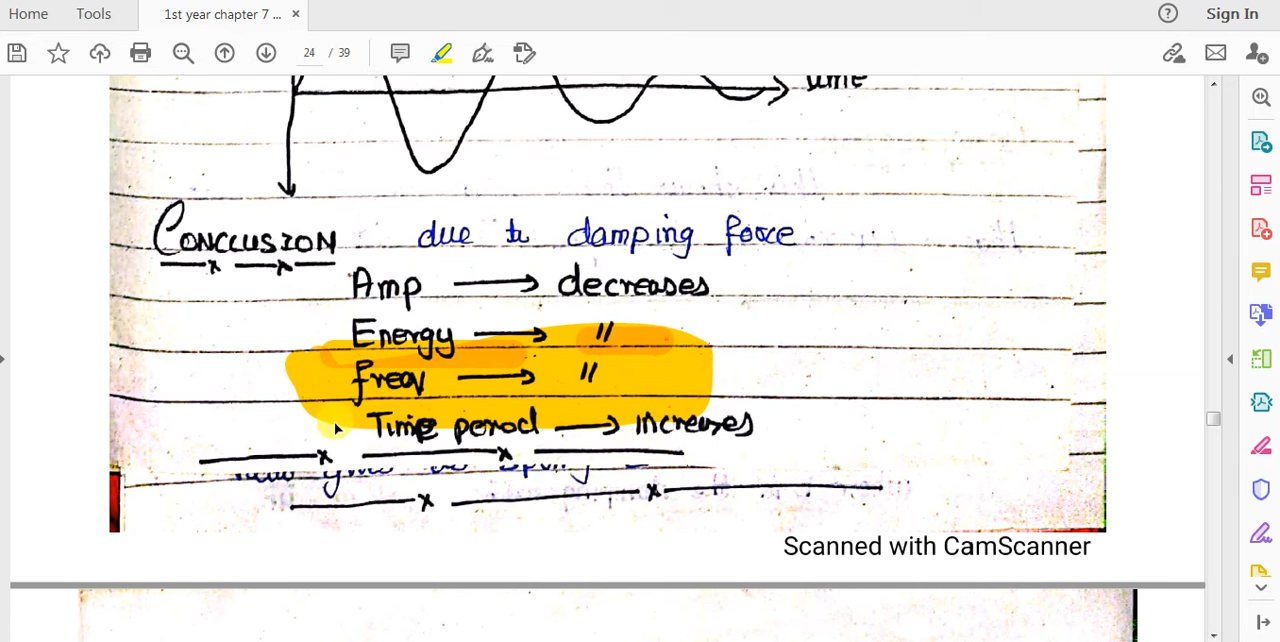 Home Tools 1st year chapter 7 ... × Sign In
24 / 39
time
CONCLUSION due to damping force.
Amp → decreases
Energy → "
freq → "
Time period → increases
Scanned with CamScanner